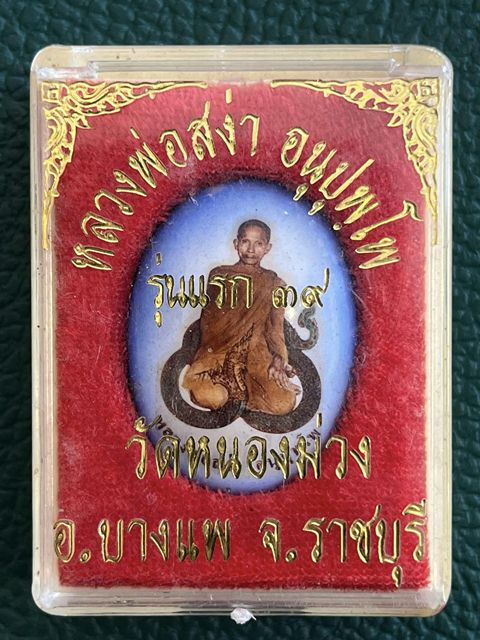 หลวงพ่อสง่า อนุปุพฺโพ
รุ่นแรก ๓๙
วัดหนองม่วง
อ.บางแพ จ.ราชบุรี